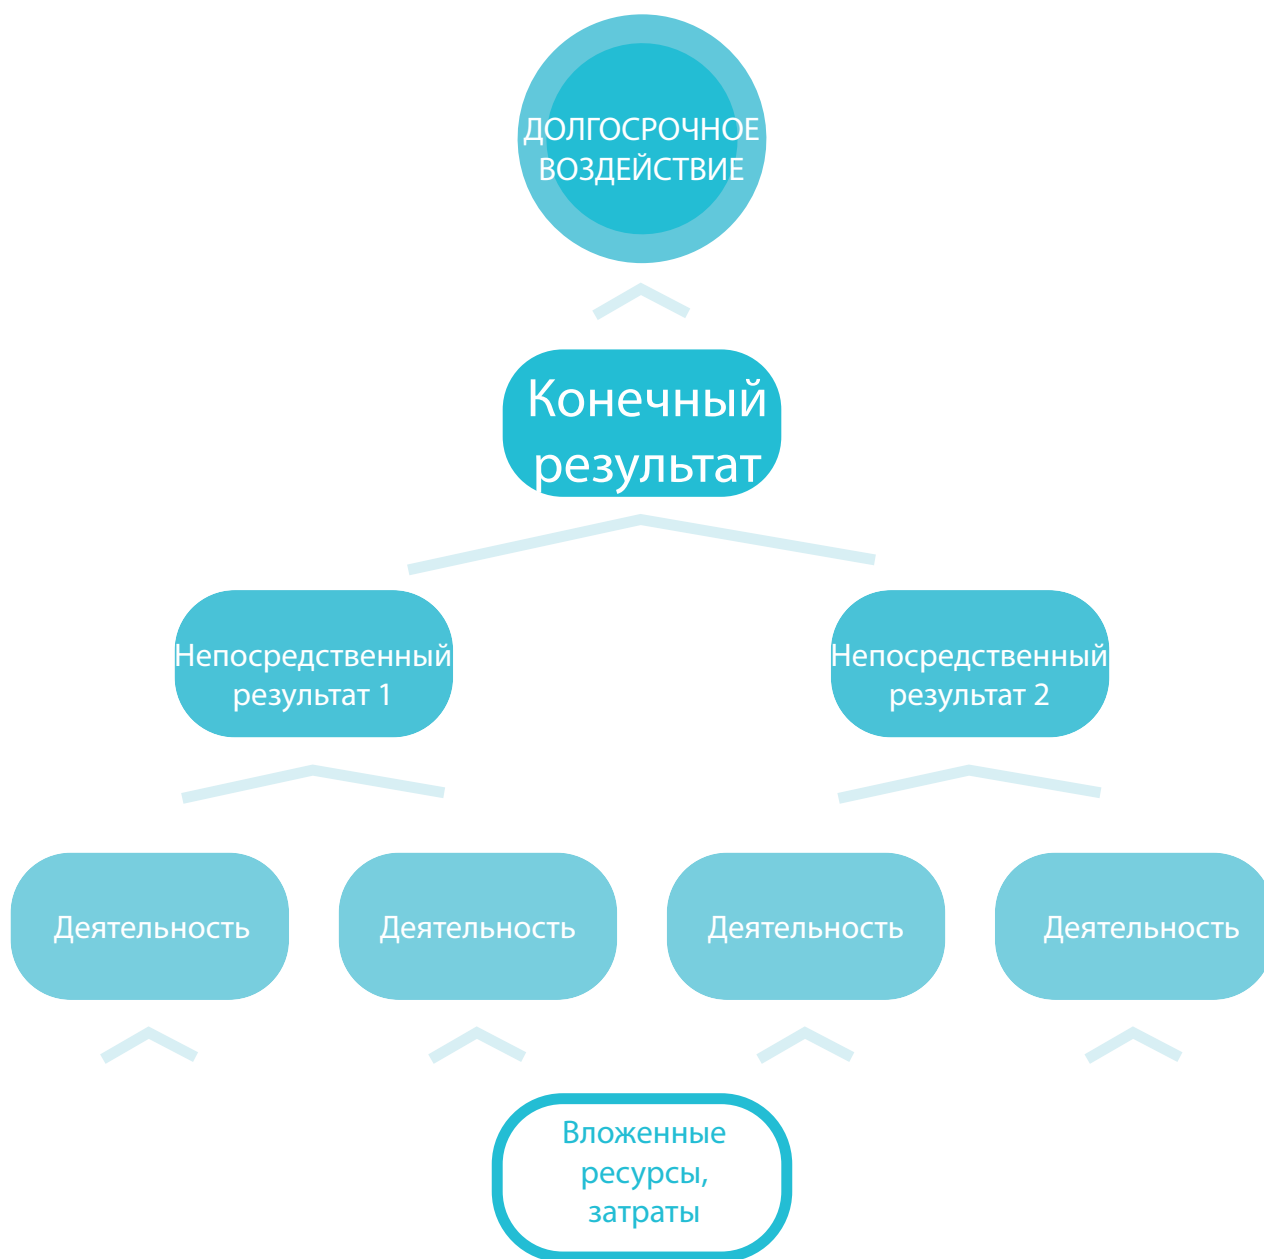 ДОЛГОСРОЧНОЕ
ВОЗДЕЙСТВИЕ
Конечный
результат
Непосредственный
результат 1
Непосредственный
результат 2
Деятельность
Деятельность
Деятельность
Деятельность
Вложенные
ресурсы,
затраты